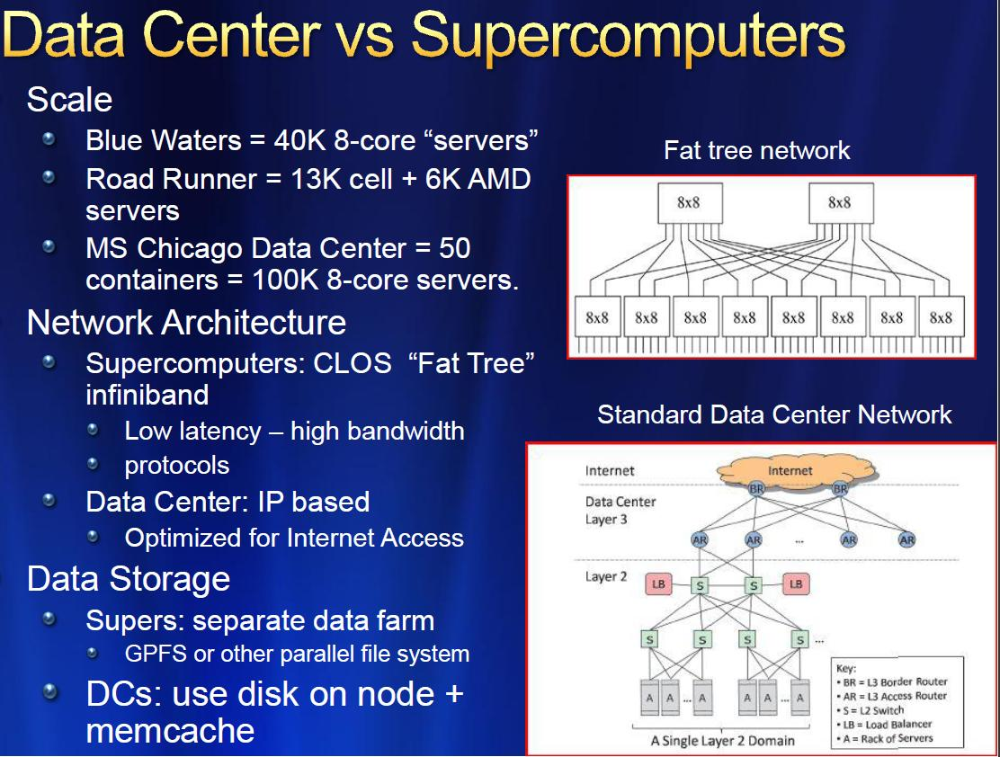 Data Center vs Supercomputers
Scale
Blue Waters = 40K 8-core “servers”
Road Runner = 13K cell + 6K AMD
servers
MS Chicago Data Center = 50
containers = 100K 8-core servers.
Network Architecture
Supercomputers: CLOS “Fat Tree”
infiniband
Low latency – high bandwidth
protocols
Data Center: IP based
Optimized for Internet Access
Data Storage
Supers: separate data farm
GPFS or other parallel file system
DCs: use disk on node +
memcache
Fat tree network
8x8 8x8
8x8 8x8 8x8 8x8 8x8 8x8 8x8 8x8
Standard Data Center Network
Internet Internet
BR BR
Data Center
Layer 3
AR AR ... AR AR
Layer 2
LB S S LB
S S S S ...
A A ... A A A ... A
A Single Layer 2 Domain
Key:
• BR = L3 Border Router
• AR = L3 Access Router
• S = L2 Switch
• LB = Load Balancer
• A = Rack of Servers